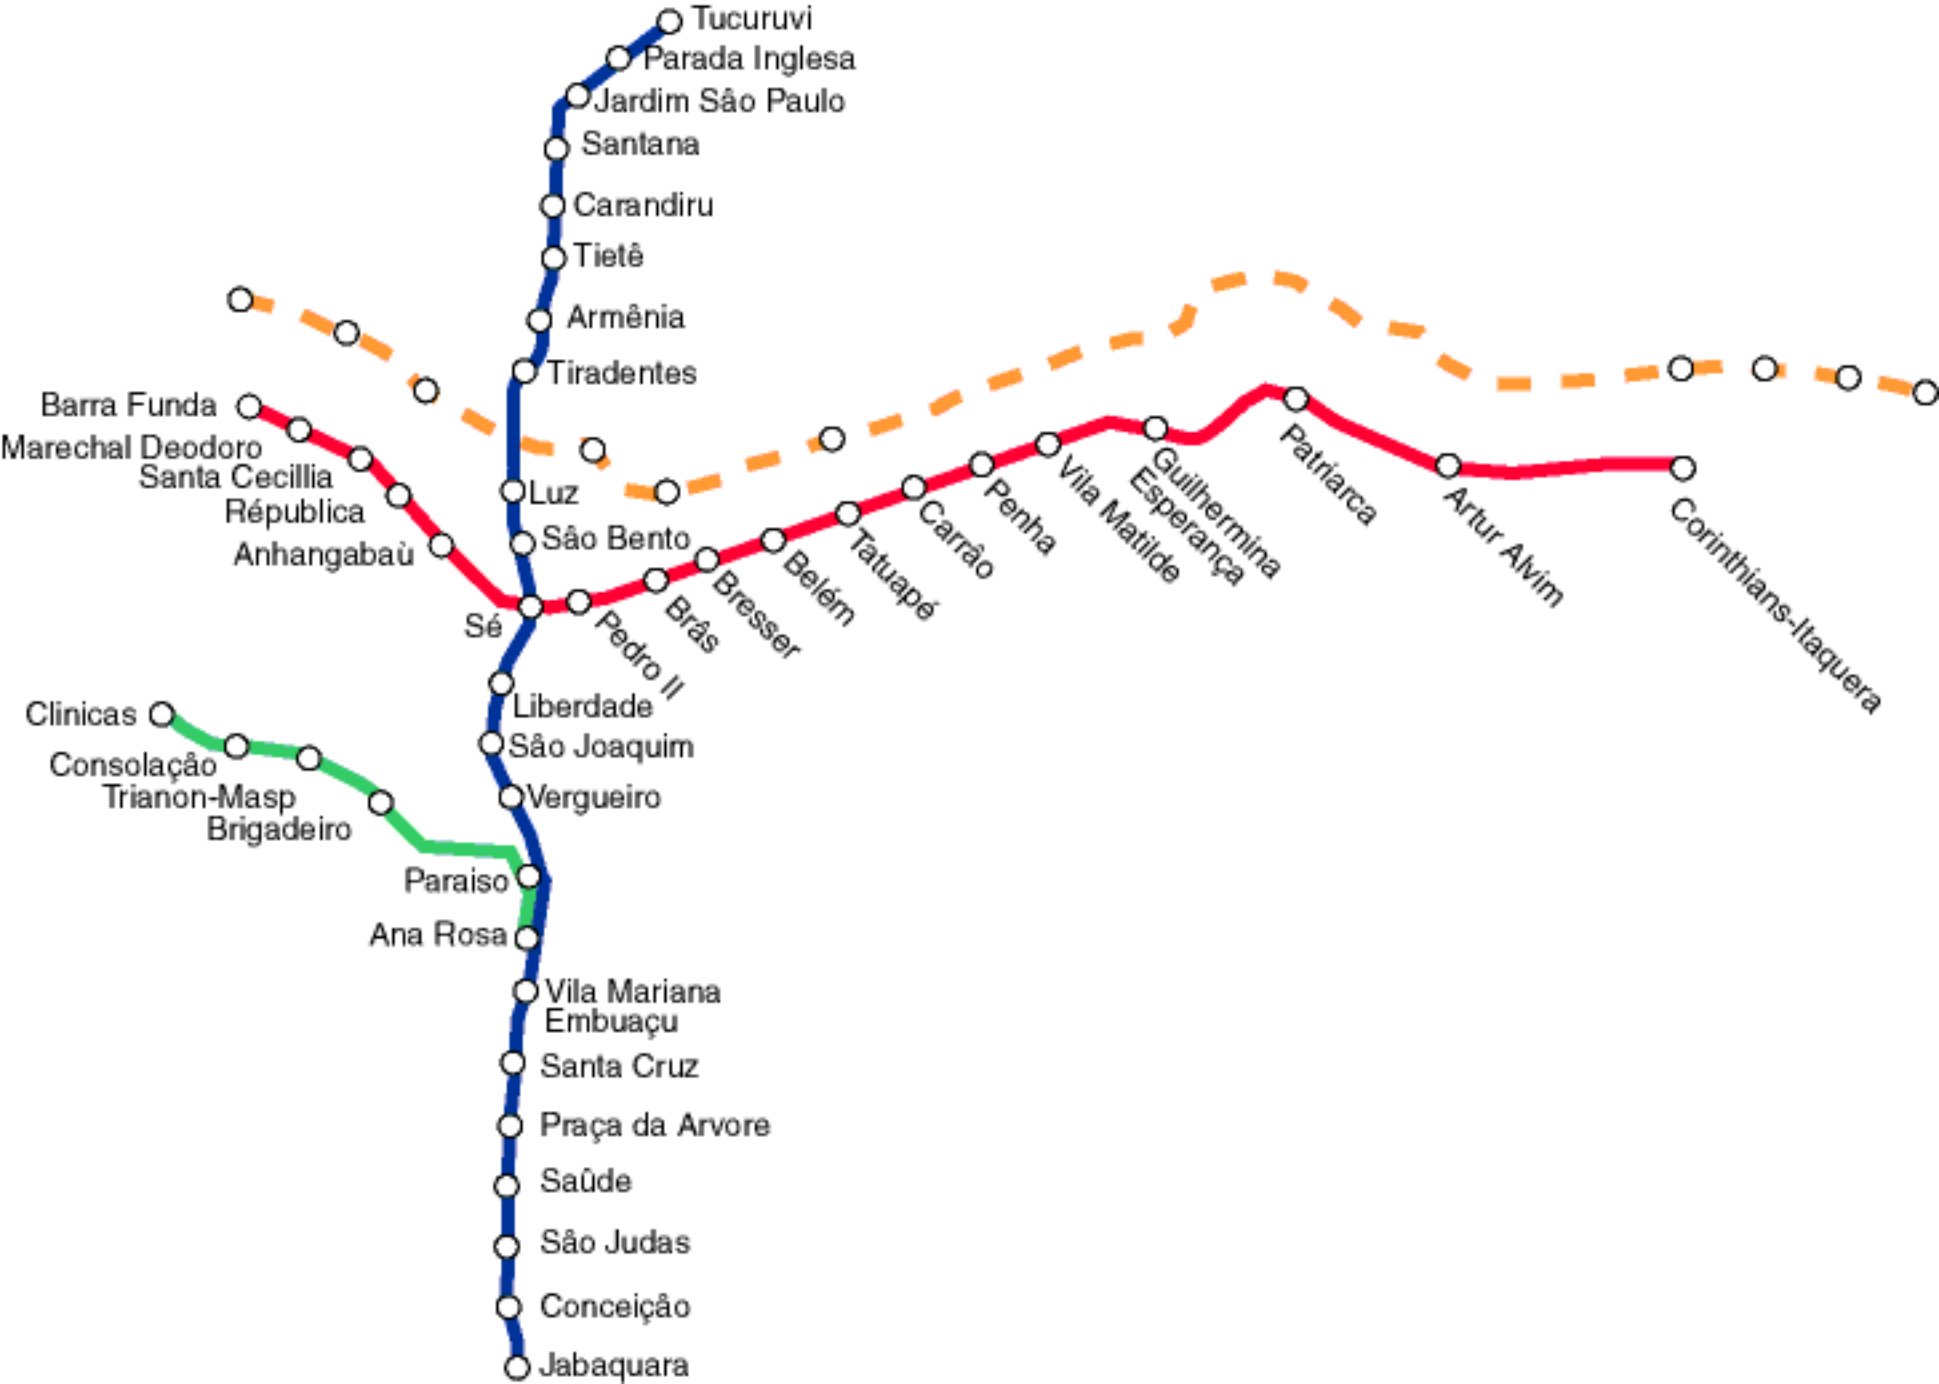 Tucuruvi
Parada Inglesa
Jardim Sâo Paulo
Santana
Carandiru
Tietê
Armênia
Tiradentes
Barra Funda
Marechal Deodoro
Santa Cecillia
Républica
Anhangabaù
Luz
Sâo Bento
Sé
Pedro II
Brâs
Bresser
Belém
Tatuapé
Carrâo
Penha
Vila Matilde
Guilhermina
Esperança
Patriarca
Artur Alvim
Corinthians-Itaquera
Liberdade
Sâo Joaquim
Vergueiro
Clinicas
Consolaçâo
Trianon-Masp
Brigadeiro
Paraiso
Ana Rosa
Vila Mariana
Embuaçu
Santa Cruz
Praça da Arvore
Saûde
Sâo Judas
Conceiçâo
Jabaquara